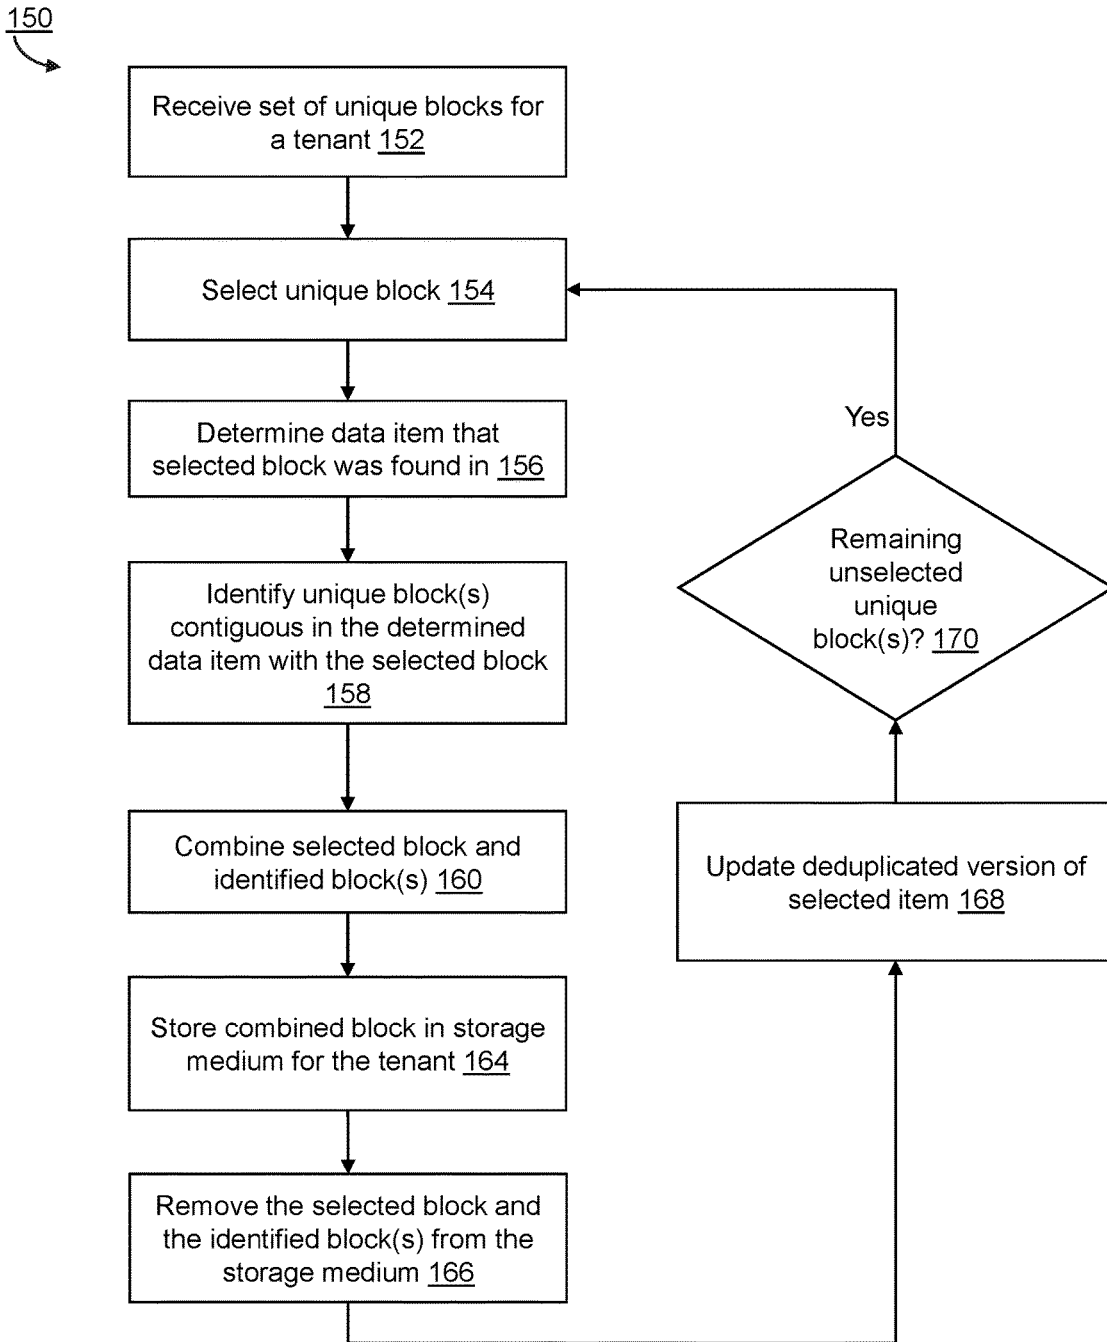 150
Receive set of unique blocks for
a tenant 152
Select unique block 154
Determine data item that
selected block was found in 156
Identify unique block(s)
contiguous in the determined
data item with the selected block
158
Combine selected block and
identified block(s) 160
Store combined block in storage
medium for the tenant 164
Remove the selected block and
the identified block(s) from the
storage medium 166
Update deduplicated version of
selected item 168
Remaining
unselected
unique
block(s)? 170
Yes